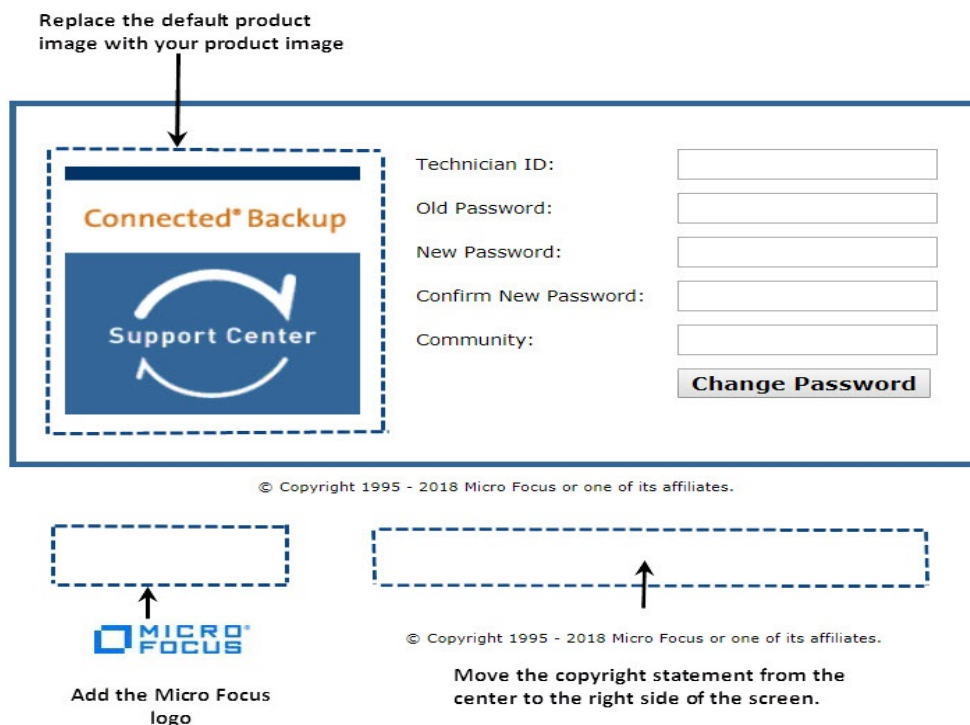 Replace the default product
image with your product image
Connected® Backup
Support Center
Technician ID:
Old Password:
New Password:
Confirm New Password:
Community:
Change Password
© Copyright 1995 - 2018 Micro Focus or one of its affiliates.
MICRO®
FOCUS
Add the Micro Focus
logo
© Copyright 1995 - 2018 Micro Focus or one of its affiliates.
Move the copyright statement from the
center to the right side of the screen.